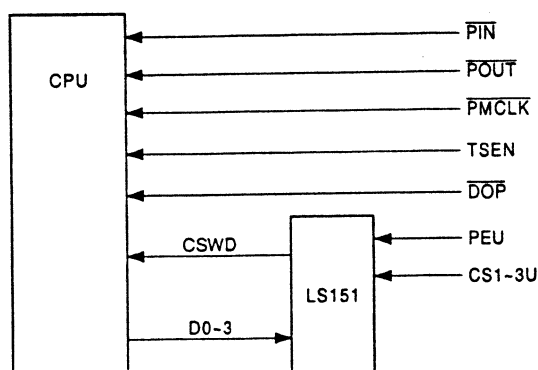 PIN
CPU
POUT
PMCLK
TSEN
DOP
CSWD
PEU
CS1~3U
LS151
D0~3